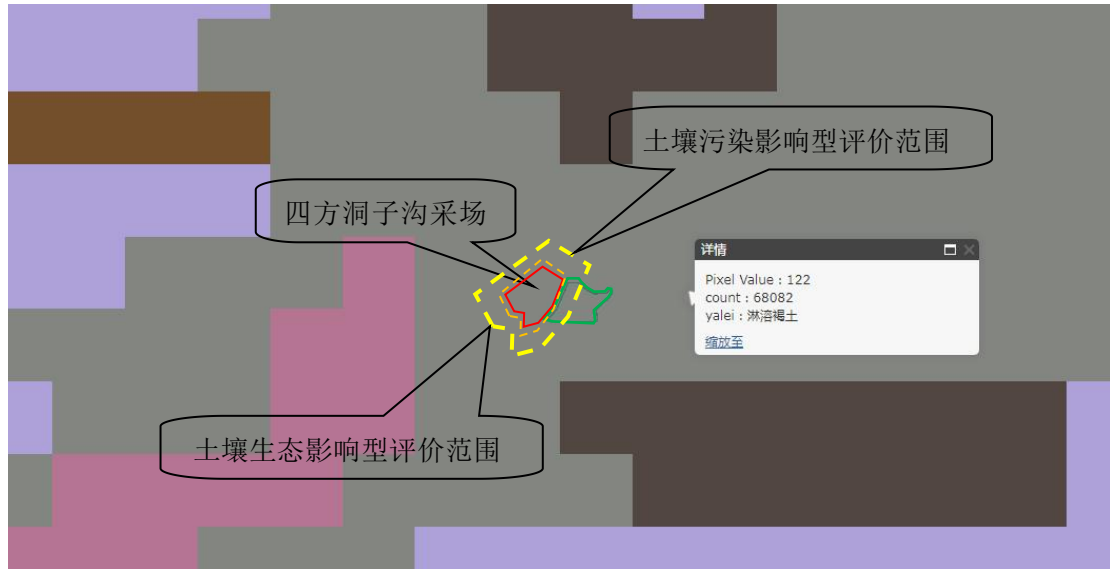 土壤污染影响型评价范围
四方洞子沟采场
详情
Pixel Value : 122
count : 68082
yalei : 淋溶褐土
缩放至
土壤生态影响型评价范围